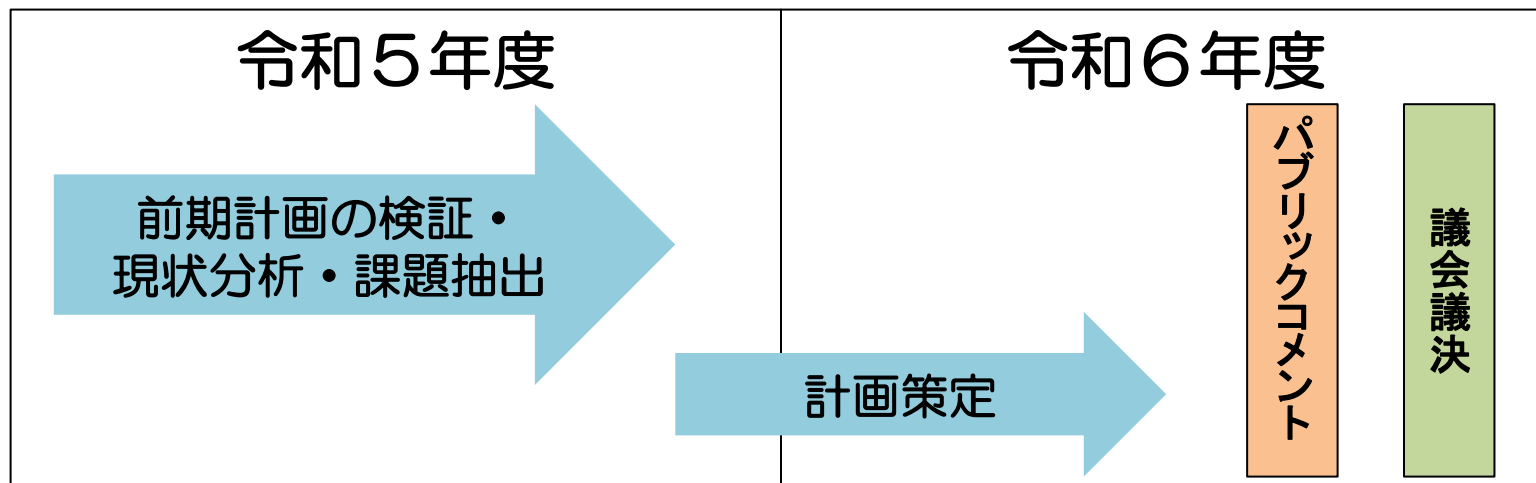 令和５年度
令和６年度
前期計画の検証・
現状分析・課題抽出
計画策定
パブリックコメント
議会議決